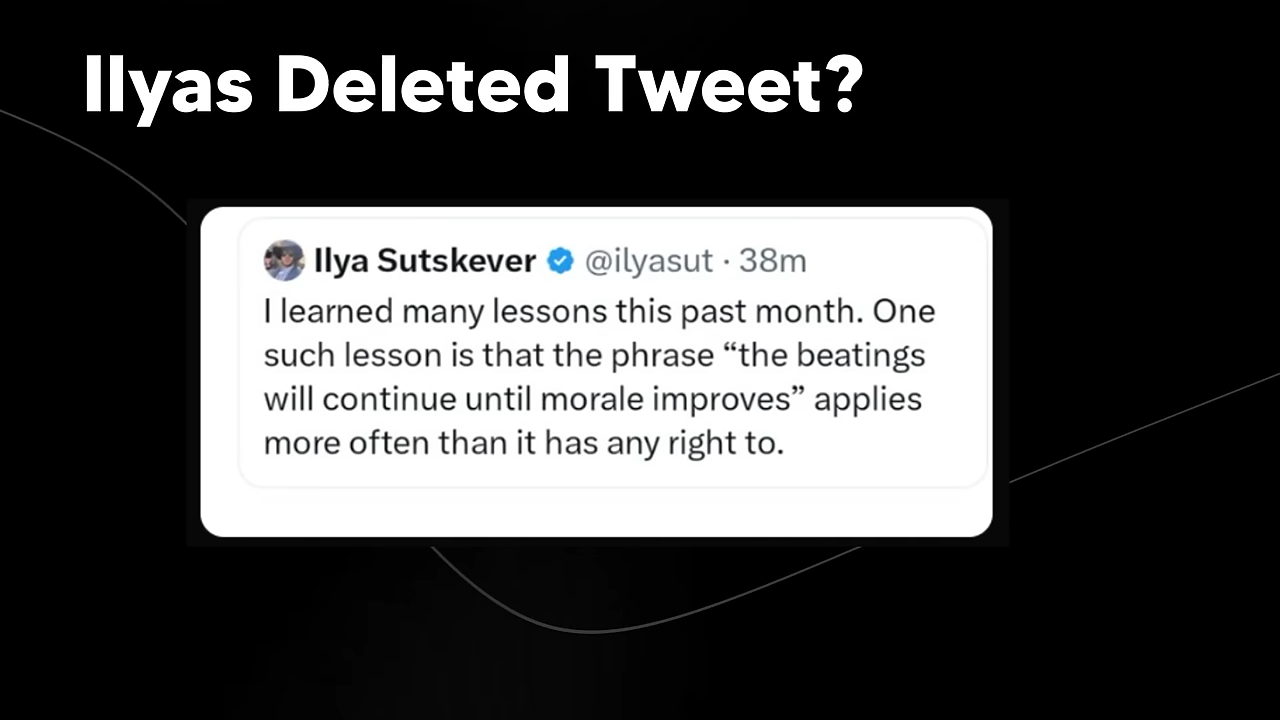 Ilyas Deleted Tweet?
Ilya Sutskever @ilyasut · 38m
I learned many lessons this past month. One
such lesson is that the phrase “the beatings
will continue until morale improves” applies
more often than it has any right to.